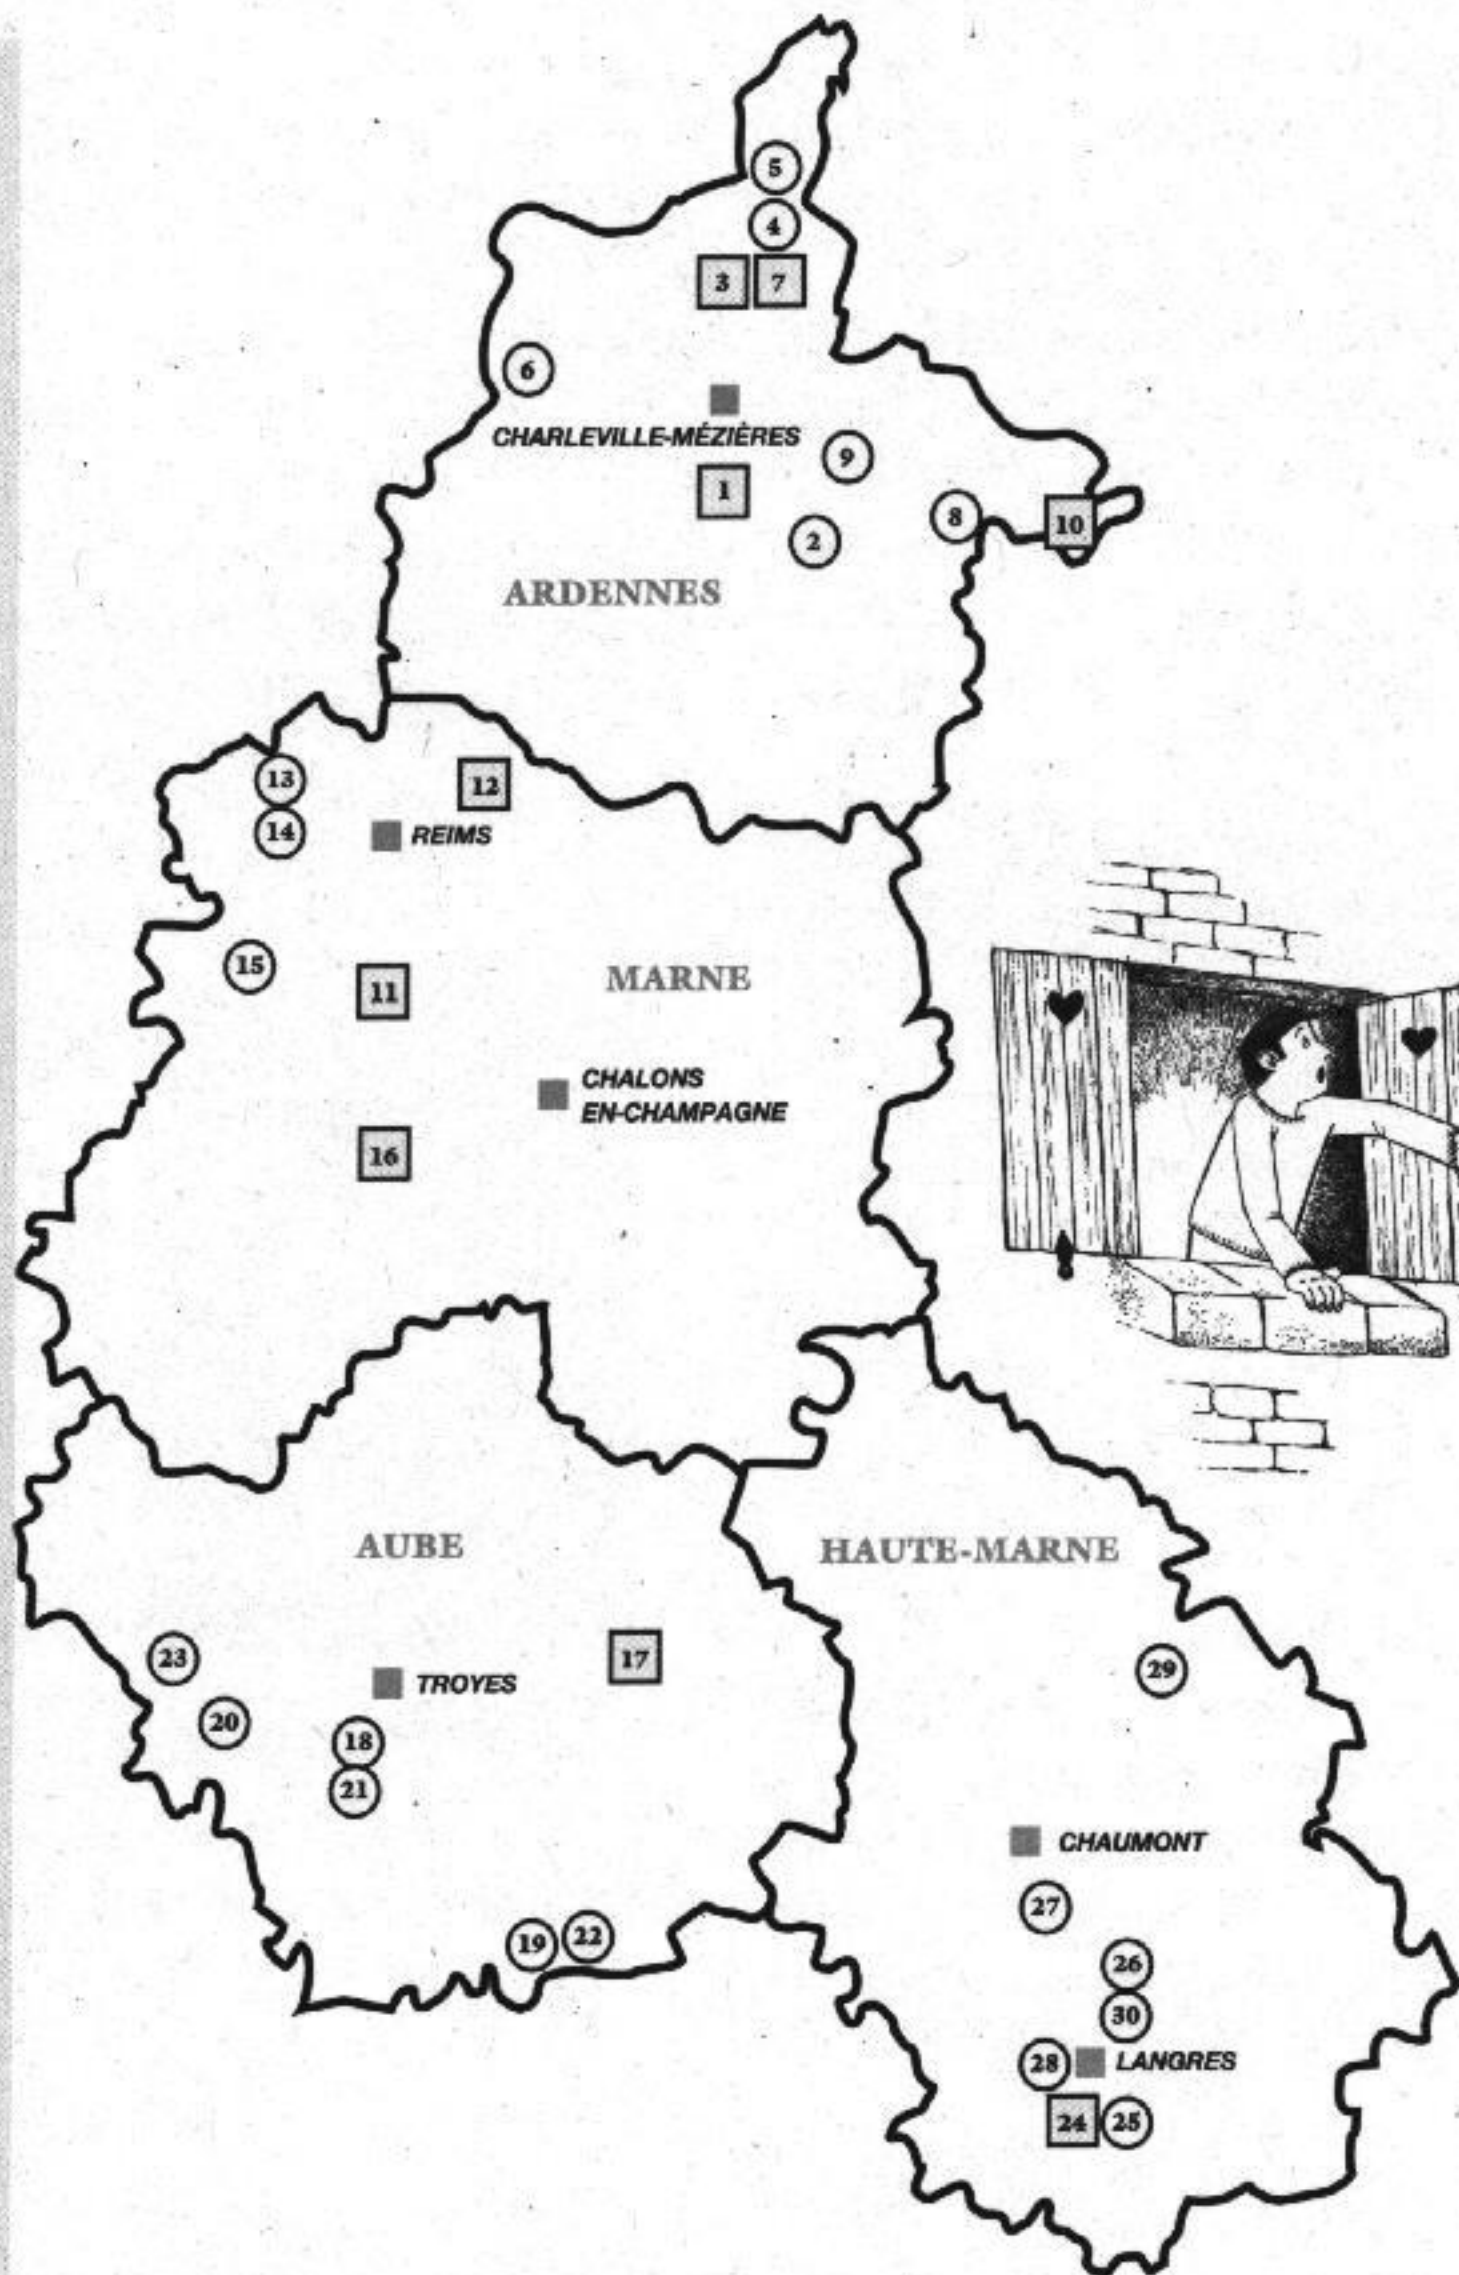 5
4
3 7
6
CHARLEVILLE-MÉZIÈRES
9
1
8
10
2
ARDENNES
13
12
14
REIMS
15
11
MARNE
CHALONS
EN-CHAMPAGNE
16
AUBE
HAUTE-MARNE
23
17
29
TROYES
20
18
21
CHAUMONT
27
19 22
26
30
28
LANGRES
24 25